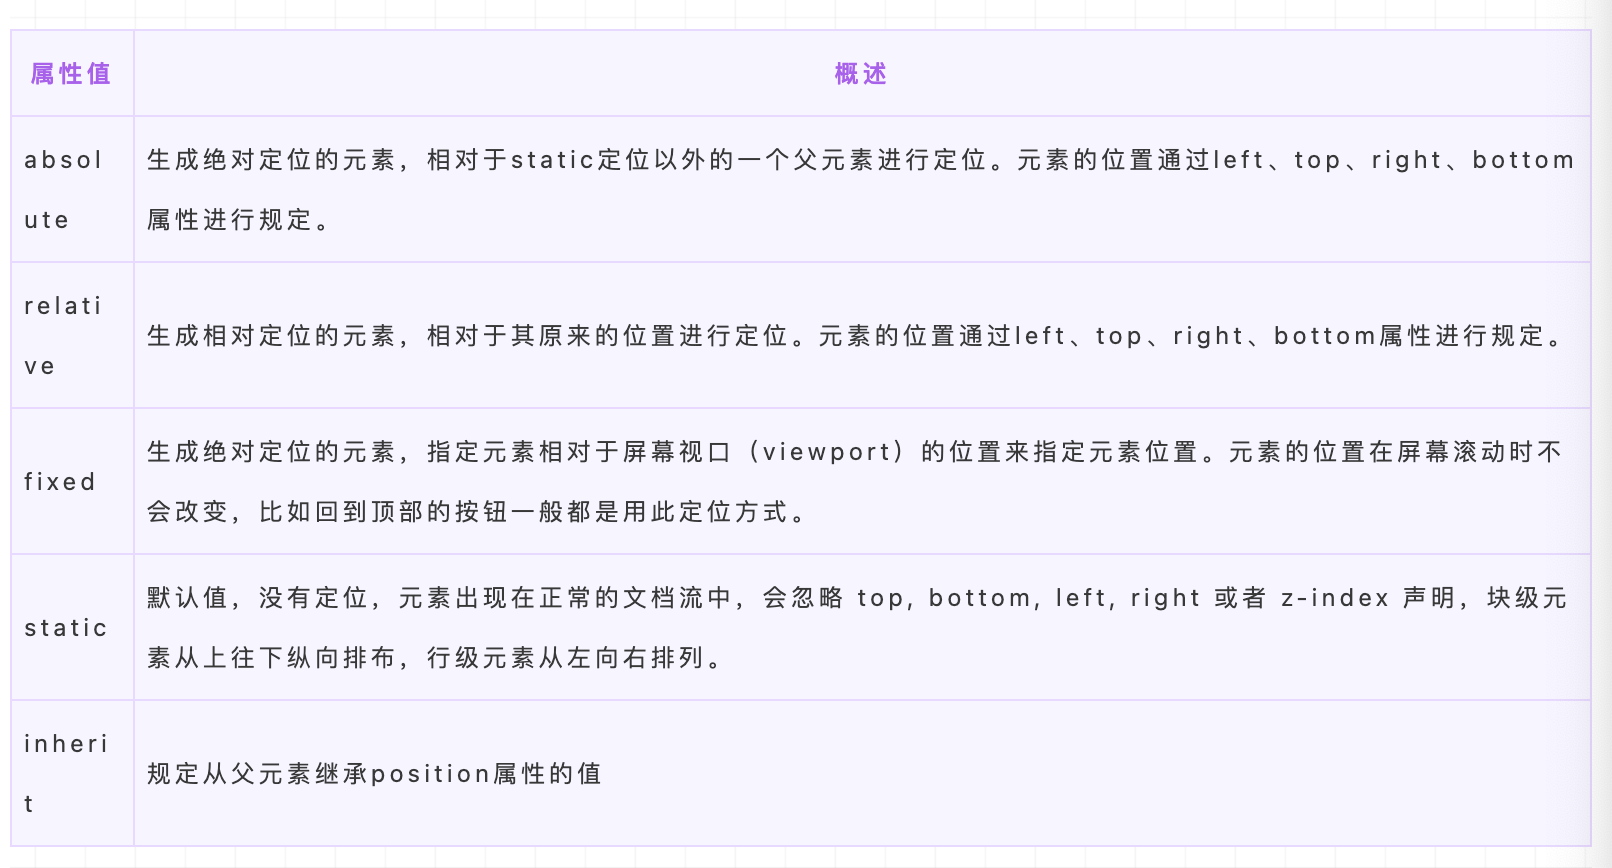 属性值
概述
absol
ute
生成绝对定位的元素，相对于static定位以外的一个父元素进行定位。元素的位置通过left、top、right、bottom
属性进行规定。
relati
ve
生成相对定位的元素，相对于其原来的位置进行定位。元素的位置通过left、top、right、bottom属性进行规定。
fixed
生成绝对定位的元素，指定元素相对于屏幕视⼝（viewport）的位置来指定元素位置。元素的位置在屏幕滚动时不
会改变，比如回到顶部的按钮一般都是用此定位方式。
static
默认值，没有定位，元素出现在正常的文档流中，会忽略 top, bottom, left, right 或者 z-index 声明，块级元
素从上往下纵向排布，行级元素从左向右排列。
inheri
t
规定从父元素继承position属性的值